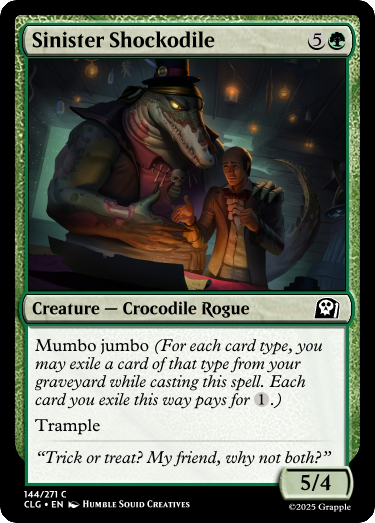 Sinister Shockodile 5
Creature — Crocodile Rogue
Mumbo jumbo (For each card type, you
may exile a card of that type from your
graveyard while casting this spell. Each
card you exile this way pays for 1.)
Trample
“Trick or treat? My friend, why not both?”
5/4
144/271 C
CLG • EN Humble Squid Creatives
©2025 Grapple